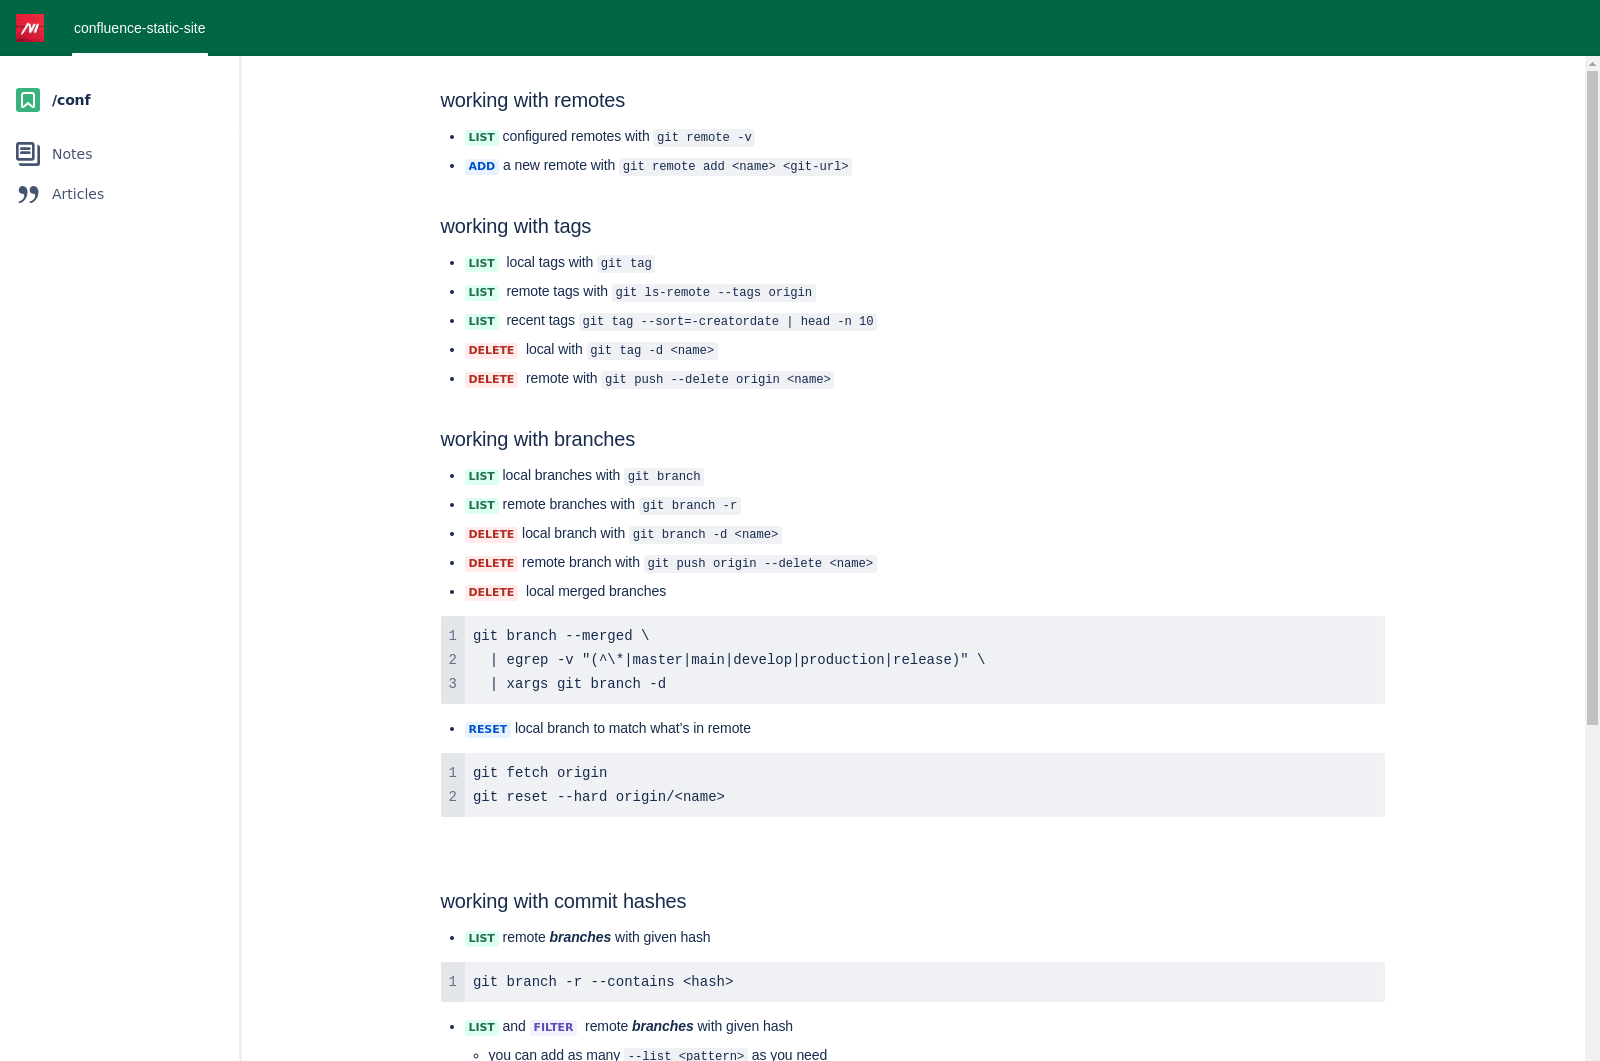 confluence-static-site
/conf
Notes
Articles
working with remotes
LIST configured remotes with git remote -v
ADD a new remote with git remote add <name> <git-url>
working with tags
LIST local tags with git tag
LIST remote tags with git ls-remote --tags origin
LIST recent tags git tag --sort=-creatordate | head -n 10
DELETE local with git tag -d <name>
DELETE remote with git push --delete origin <name>
working with branches
LIST local branches with git branch
LIST remote branches with git branch -r
DELETE local branch with git branch -d <name>
DELETE remote branch with git push origin --delete <name>
DELETE local merged branches
1 git branch --merged \
2 | egrep -v "(^\*|master|main|develop|production|release)" \
3 | xargs git branch -d
RESET local branch to match what’s in remote
1 git fetch origin
2 git reset --hard origin/<name>
working with commit hashes
LIST remote branches with given hash
1 git branch -r --contains <hash>
LIST and FILTER remote branches with given hash
you can add as many --list <pattern> as you need